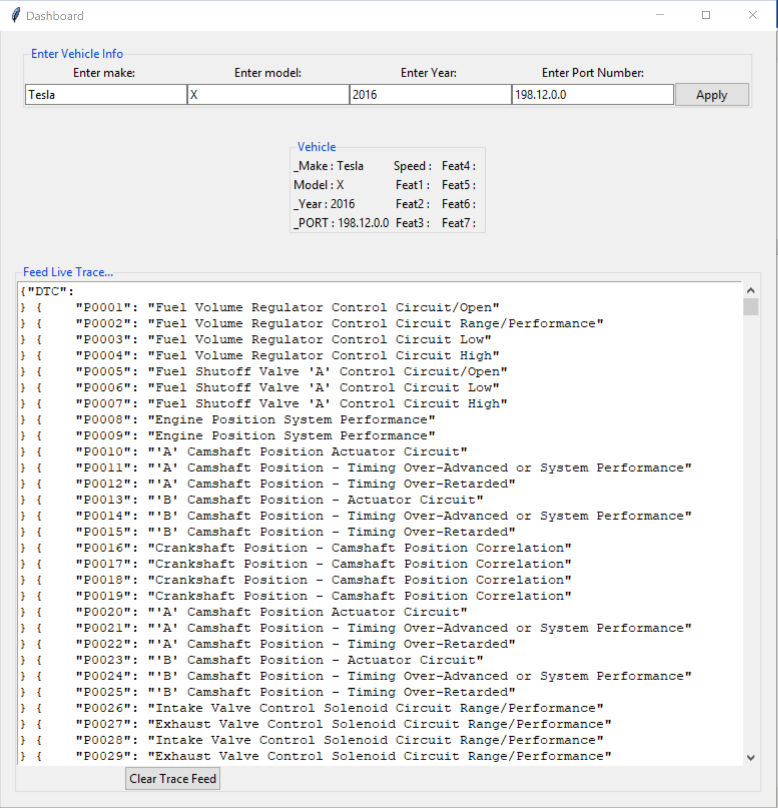 Dashboard
Enter Vehicle Info
Enter make: Enter model: Enter Year: Enter Port Number:
Tesla X 2016 198.12.0.0 Apply
Vehicle
_Make : Tesla Speed : Feat4 :
Model : X Feat1 : Feat5 :
_Year : 2016 Feat2 : Feat6 :
_PORT : 198.12.0.0 Feat3 : Feat7 :
Feed Live Trace...
{"DTC":
} { "P0001": "Fuel Volume Regulator Control Circuit/Open"
} { "P0002": "Fuel Volume Regulator Control Circuit Range/Performance"
} { "P0003": "Fuel Volume Regulator Control Circuit Low"
} { "P0004": "Fuel Volume Regulator Control Circuit High"
} { "P0005": "Fuel Shutoff Valve 'A' Control Circuit/Open"
} { "P0006": "Fuel Shutoff Valve 'A' Control Circuit Low"
} { "P0007": "Fuel Shutoff Valve 'A' Control Circuit High"
} { "P0008": "Engine Position System Performance"
} { "P0009": "Engine Position System Performance"
} { "P0010": "'A' Camshaft Position Actuator Circuit"
} { "P0011": "'A' Camshaft Position - Timing Over-Advanced or System Performance"
} { "P0012": "'A' Camshaft Position - Timing Over-Retarded"
} { "P0013": "'B' Camshaft Position - Actuator Circuit"
} { "P0014": "'B' Camshaft Position - Timing Over-Advanced or System Performance"
} { "P0015": "'B' Camshaft Position - Timing Over-Retarded"
} { "P0016": "Crankshaft Position - Camshaft Position Correlation"
} { "P0017": "Crankshaft Position - Camshaft Position Correlation"
} { "P0018": "Crankshaft Position - Camshaft Position Correlation"
} { "P0019": "Crankshaft Position - Camshaft Position Correlation"
} { "P0020": "'A' Camshaft Position Actuator Circuit"
} { "P0021": "'A' Camshaft Position - Timing Over-Advanced or System Performance"
} { "P0022": "'A' Camshaft Position - Timing Over-Retarded"
} { "P0023": "'B' Camshaft Position - Actuator Circuit"
} { "P0024": "'B' Camshaft Position - Timing Over-Advanced or System Performance"
} { "P0025": "'B' Camshaft Position - Timing Over-Retarded"
} { "P0026": "Intake Valve Control Solenoid Circuit Range/Performance"
} { "P0027": "Exhaust Valve Control Solenoid Circuit Range/Performance"
} { "P0028": "Intake Valve Control Solenoid Circuit Range/Performance"
} { "P0029": "Exhaust Valve Control Solenoid Circuit Range/Performance"
Clear Trace Feed